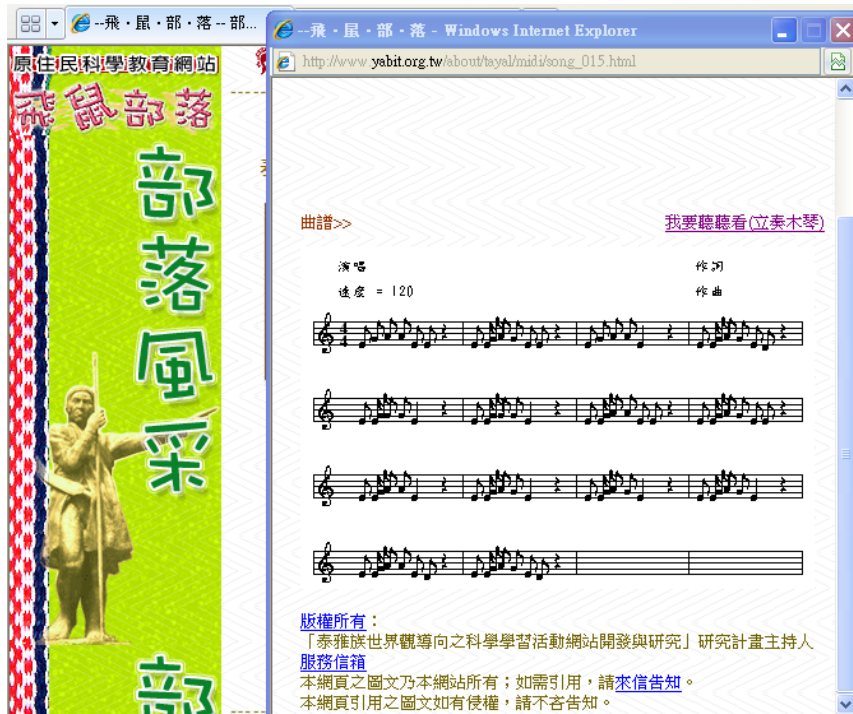 --飛‧鼠‧部‧落 -- 部...
原住民科學教育網站
飛鼠部落
部落風采
部
--飛‧鼠‧部‧落 - Windows Internet Explorer
http://www.yabit.org.tw/about/tayal/midi/song_015.html
曲譜>>
我要聽聽看(立奏木琴)
演唱
作詞
速度 = 120
作曲
4
4
版權所有：
「泰雅族世界觀導向之科學學習活動網站開發與研究」研究計畫主持人
服務信箱
本網頁之圖文乃本網站所有；如需引用，請來信告知。
本網頁引用之圖文如有侵權，請不吝告知。